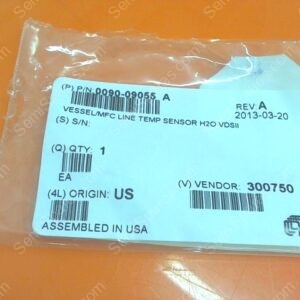 (P) P/N 0090-09055 A
REV A
2013-03-20
VESSEL/MFC LINE TEMP SENSOR H2O VDSII
(S) S/N:
(Q) QTY: 1
EA
(4L) ORIGIN: US
(V) VENDOR: 300750
ASSEMBLED IN USA